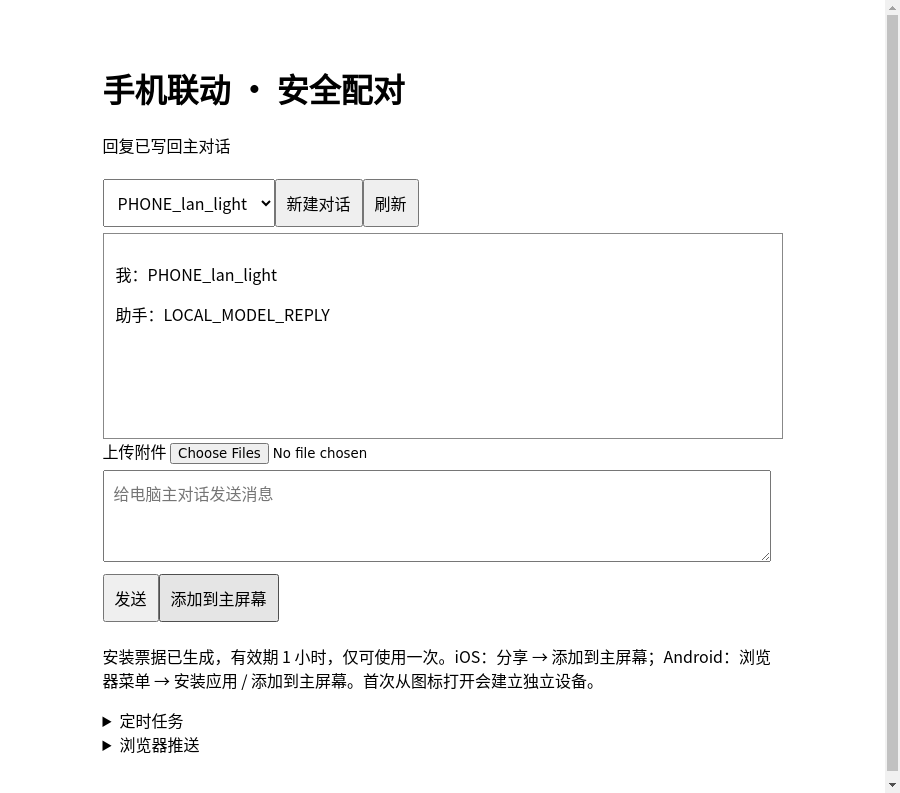 手机联动 · 安全配对
回复已写回主对话
PHONE_lan_light 新建对话 刷新
我：PHONE_lan_light
助手：LOCAL_MODEL_REPLY
上传附件 Choose Files No file chosen
给电脑主对话发送消息
发送 添加到主屏幕
安装票据已生成，有效期 1 小时，仅可使用一次。iOS：分享 → 添加到主屏幕；Android：浏览
器菜单 → 安装应用 / 添加到主屏幕。首次从图标打开会建立独立设备。
▶ 定时任务
▶ 浏览器推送